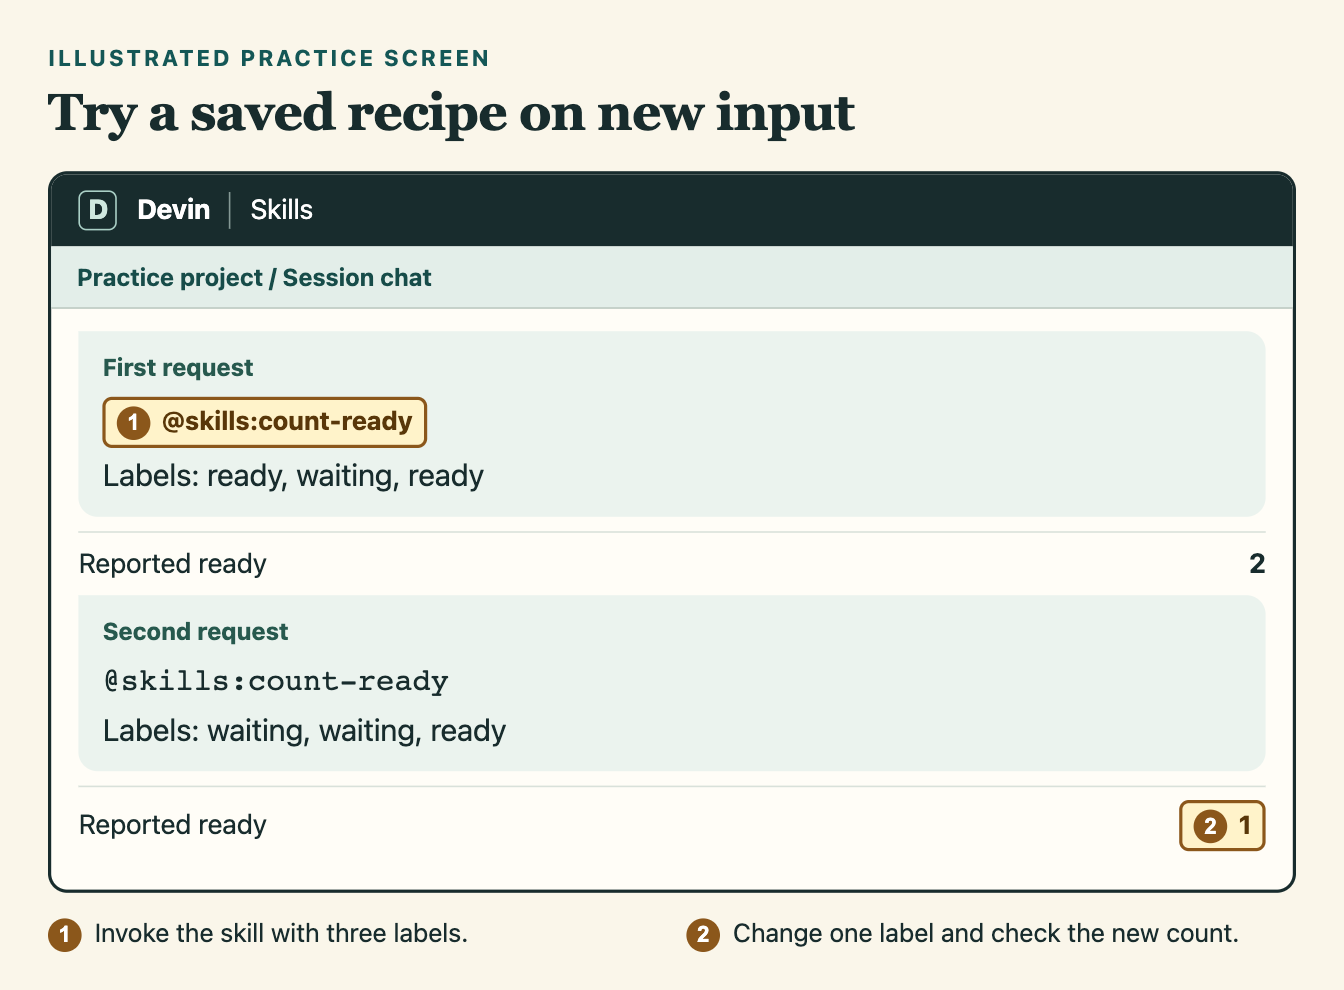 ILLUSTRATED PRACTICE SCREEN
Try a saved recipe on new input
D Devin Skills
Practice project / Session chat
First request
1 @skills:count-ready
Labels: ready, waiting, ready
Reported ready 2
Second request
@skills:count-ready
Labels: waiting, waiting, ready
Reported ready 2 1
1 Invoke the skill with three labels.
2 Change one label and check the new count.